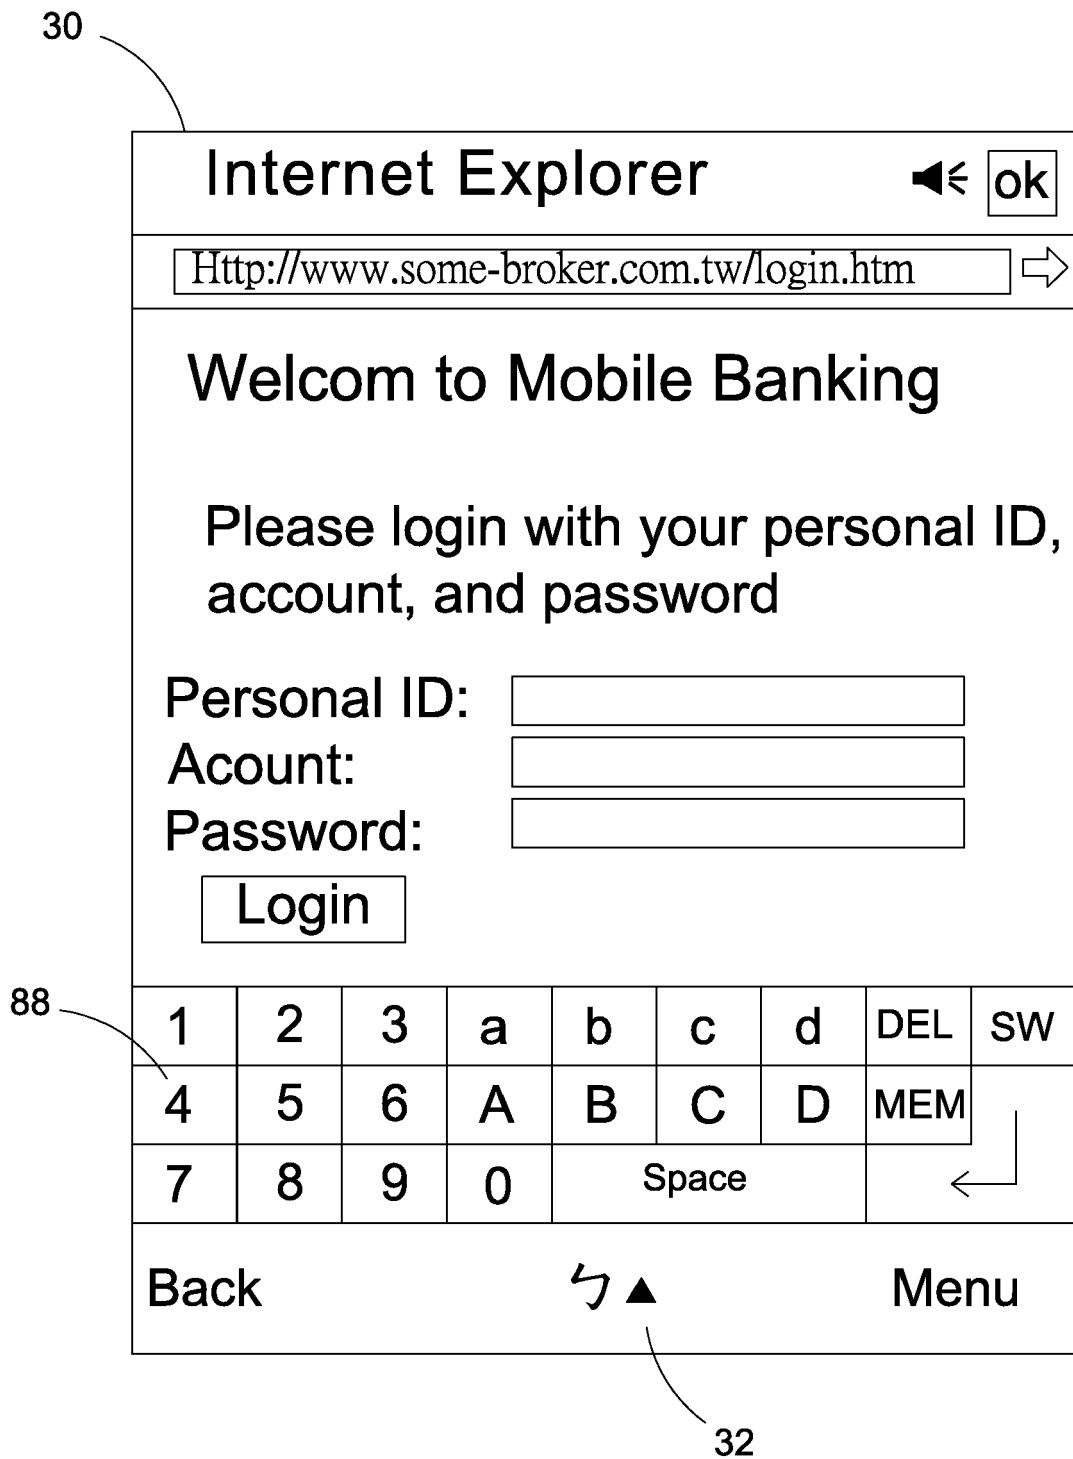 30
Internet Explorer ok
Http://www.some-broker.com.tw/login.htm
Welcom to Mobile Banking
Please login with your personal ID,
account, and password
Personal ID:
Acount:
Password:
Login
88
1 2 3 a b c d DEL SW
4 5 6 A B C D MEM
7 8 9 0 Space
Back ㄅ▲ Menu
32